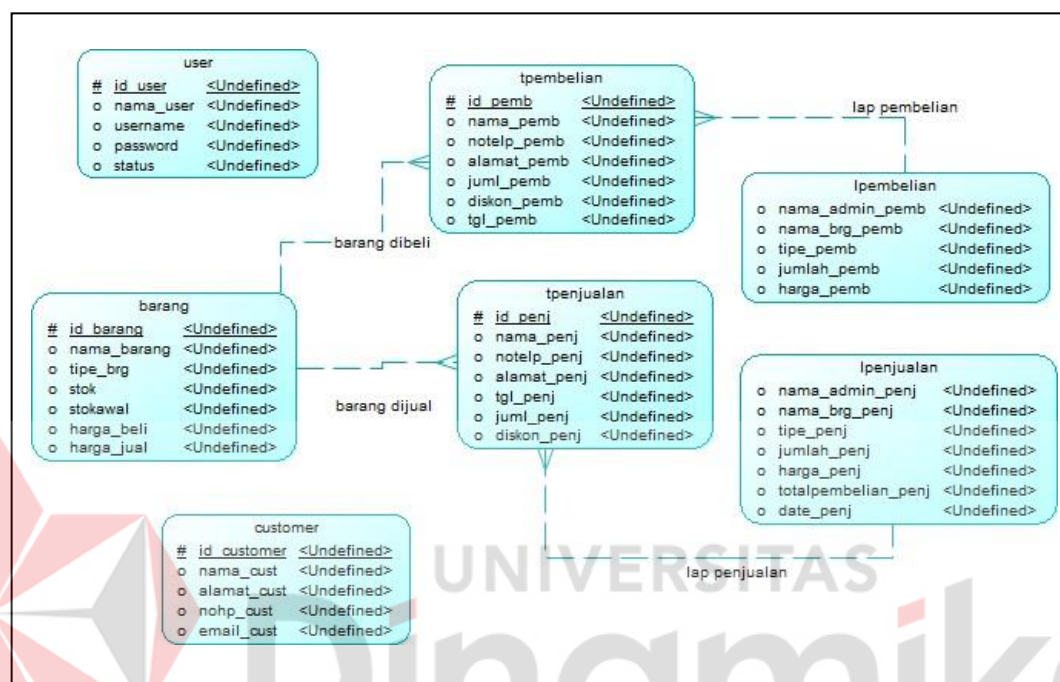 user
# id_user <Undefined>
o nama_user <Undefined>
o username <Undefined>
o password <Undefined>
o status <Undefined>
tpembelian
# id_pemb <Undefined>
o nama_pemb <Undefined>
o notelp_pemb <Undefined>
o alamat_pemb <Undefined>
o juml_pemb <Undefined>
o diskon_pemb <Undefined>
o tgl_pemb <Undefined>
lap pembelian
lpembelian
o nama_admin_pemb <Undefined>
o nama_brg_pemb <Undefined>
o tipe_pemb <Undefined>
o jumlah_pemb <Undefined>
o harga_pemb <Undefined>
barang dibeli
barang
# id_barang <Undefined>
o nama_barang <Undefined>
o tipe_brg <Undefined>
o stok <Undefined>
o stokawal <Undefined>
o harga_beli <Undefined>
o harga_jual <Undefined>
tpenjualan
# id_penj <Undefined>
o nama_penj <Undefined>
o notelp_penj <Undefined>
o alamat_penj <Undefined>
o tgl_penj <Undefined>
o juml_penj <Undefined>
o diskon_penj <Undefined>
barang dijual
lpenjualan
o nama_admin_penj <Undefined>
o nama_brg_penj <Undefined>
o tipe_penj <Undefined>
o jumlah_penj <Undefined>
o harga_penj <Undefined>
o totalpembelian_penj <Undefined>
o date_penj <Undefined>
customer
# id_customer <Undefined>
o nama_cust <Undefined>
o alamat_cust <Undefined>
o nohp_cust <Undefined>
o email_cust <Undefined>
lap penjualan
UNIVERSITAS
Dinamik